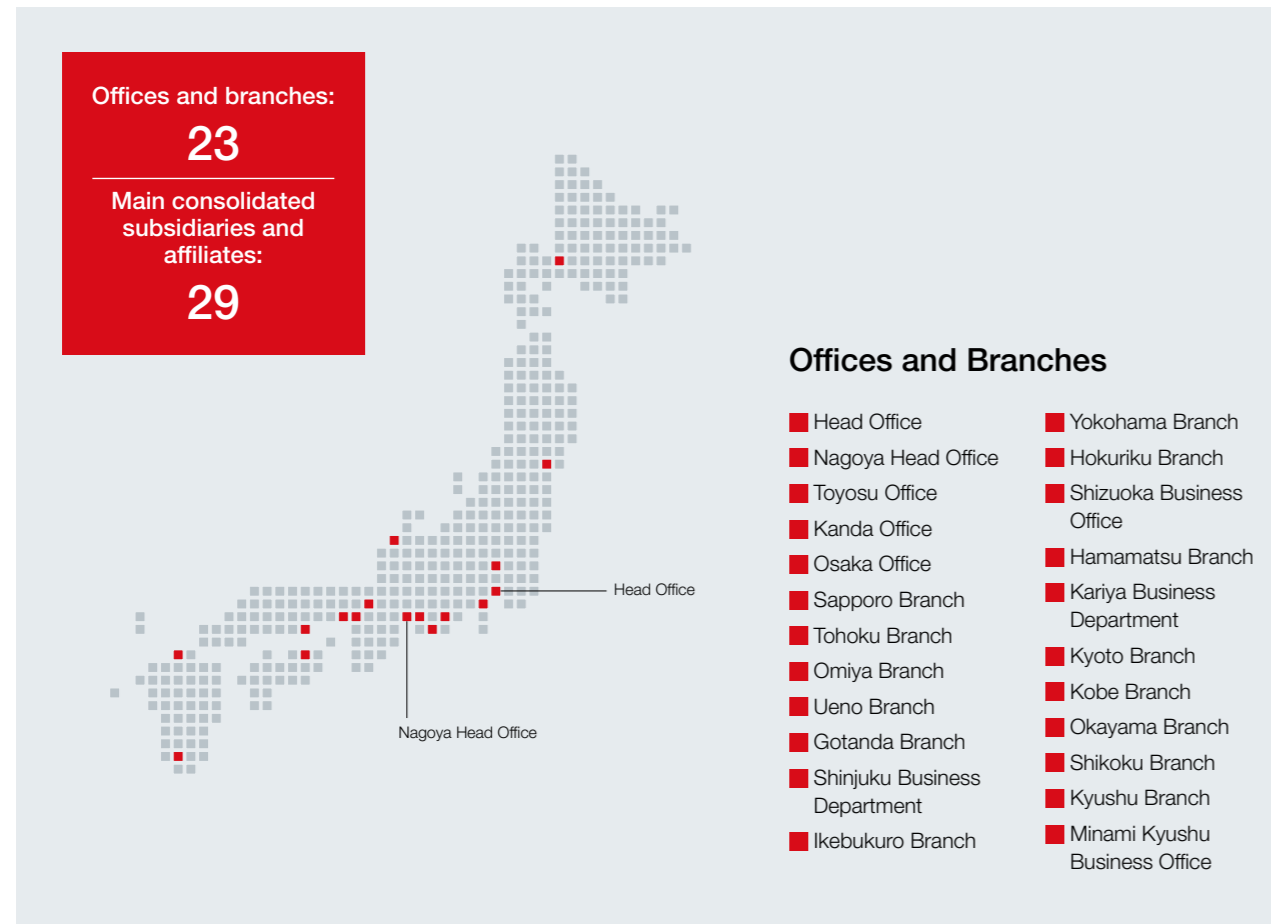 Offices and branches:
23
Main consolidated
subsidiaries and
affiliates:
29
Head Office
Nagoya Head Office
Offices and Branches
Head Office
Nagoya Head Office
Toyosu Office
Kanda Office
Osaka Office
Sapporo Branch
Tohoku Branch
Omiya Branch
Ueno Branch
Gotanda Branch
Shinjuku Business
Department
Ikebukuro Branch
Yokohama Branch
Hokuriku Branch
Shizuoka Business
Office
Hamamatsu Branch
Kariya Business
Department
Kyoto Branch
Kobe Branch
Okayama Branch
Shikoku Branch
Kyushu Branch
Minami Kyushu
Business Office